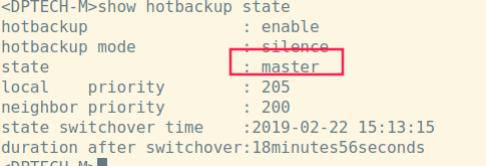 <DPTECH-M>show hotbackup state
hotbackup : enable
hotbackup mode : silence
state : master
local priority : 205
neighbor priority : 200
state switchover time :2019-02-22 15:13:15
duration after switchover:18minutes56seconds
<DPTECH-M>